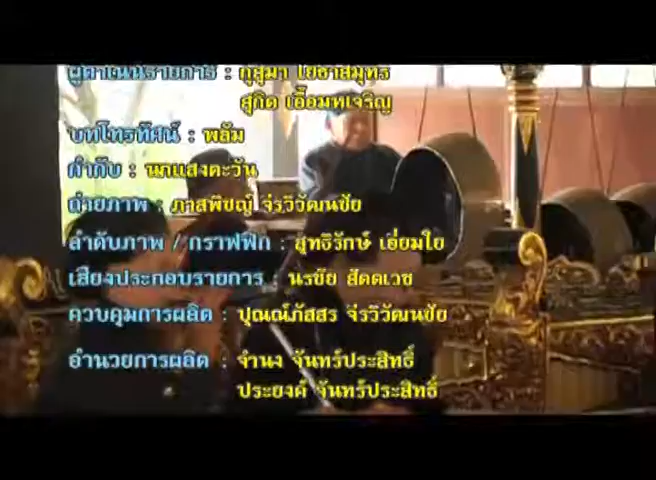 ผู้ดำเนินรายการ : กุสุมา โยธาสมุทร
สุกิต เอื้อมหเจริญ
บทโทรทัศน์ : พลัม
กำกับ : นกแสงตะวัน
ถ่ายภาพ : ภาสพิชญ์ จ่รวิวัฒนชัย
ลำดับภาพ / กราฟฟิก : สุทธิรักษ์ เอี่ยมใย
เสียงประกอบรายการ : นรชัย สัดดเวช
ควบคุมการผลิต : ปุณณ์ภัสสร จ่รวิวัฒนชัย
อำนวยการผลิต : จำนง จันทร์ประสิทธิ์
ประยงค์ จันทร์ประสิทธิ์